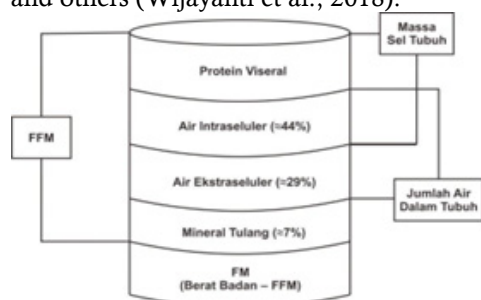 and others (Wijayanti et al., 2018).
Massa
Sel Tubuh
Protein Viseral
FFM
Air Intraseluler (≈44%)
Air Ekstraseluler (≈29%)
Jumlah Air
Dalam Tubuh
Mineral Tulang (≈7%)
FM
(Berat Badan – FFM)